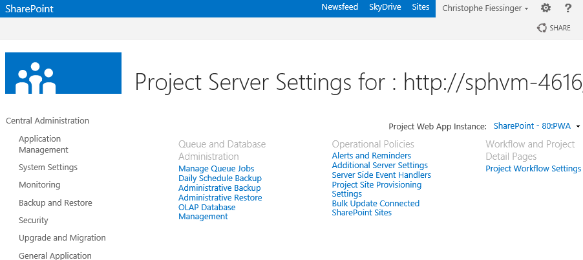 SharePoint
Newsfeed SkyDrive Sites Christophe Fiessinger ?
SHARE
Project Server Settings for : http://sphvm-4616
Central Administration
Application
Management
System Settings
Monitoring
Backup and Restore
Security
Upgrade and Migration
General Application
Project Web App Instance: SharePoint - 80:PWA
Queue and Database
Administration
Manage Queue Jobs
Daily Schedule Backup
Administrative Backup
Administrative Restore
OLAP Database
Management
Operational Policies
Alerts and Reminders
Additional Server Settings
Server Side Event Handlers
Project Site Provisioning
Settings
Bulk Update Connected
SharePoint Sites
Workflow and Project
Detail Pages
Project Workflow Settings